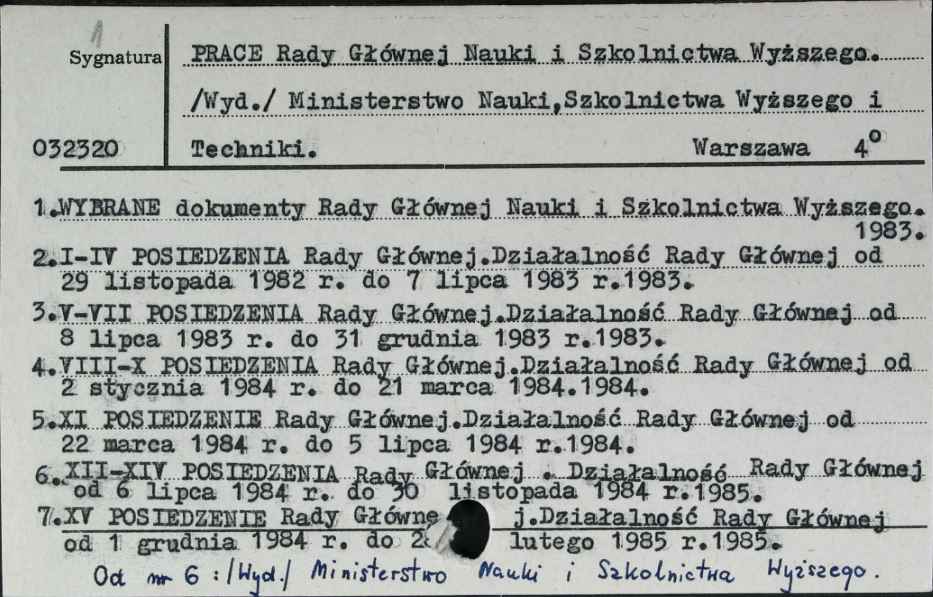 1
Sygnatura
PRACE Rady Głównej Nauki i Szkolnictwa Wyższego.
/Wyd./ Ministerstwo Nauki,Szkolnictwa Wyższego i
032320 Techniki. Warszawa 4º
1.WYBRANE dokumenty Rady Głównej Nauki i Szkolnictwa Wyższego.
1983.
2.I-IV POSIEDZENIA Rady Głównej.Działalność Rady Głównej od
29 listopada 1982 r. do 7 lipca 1983 r.1983.
3.V-VII POSIEDZENIA Rady Głównej.Działalność Rady Głównej od
8 lipca 1983 r. do 31 grudnia 1983 r.1983.
4.VIII-X POSIEDZENIA Rady Głównej.Działalność Rady Głównej od
2 stycznia 1984 r. do 21 marca 1984.1984.
5.XI POSIEDZENIE Rady Głównej.Działalność Rady Głównej od
22 marca 1984 r. do 5 lipca 1984 r.1984.
6.XII-XIV POSIEDZENIA Rady Głównej . Działalność Rady Głównej
od 6 lipca 1984 r. do 30 listopada 1984 r.1985.
7.XV POSIEDZENIE Rady Główne j.Działalność Rady Głównej
od 1 grudnia 1984 r. do lutego 1985 r.1985.
Od nr 6 : /Wyd./ Ministerstwo Nauki i Szkolnictwa Wyższego.